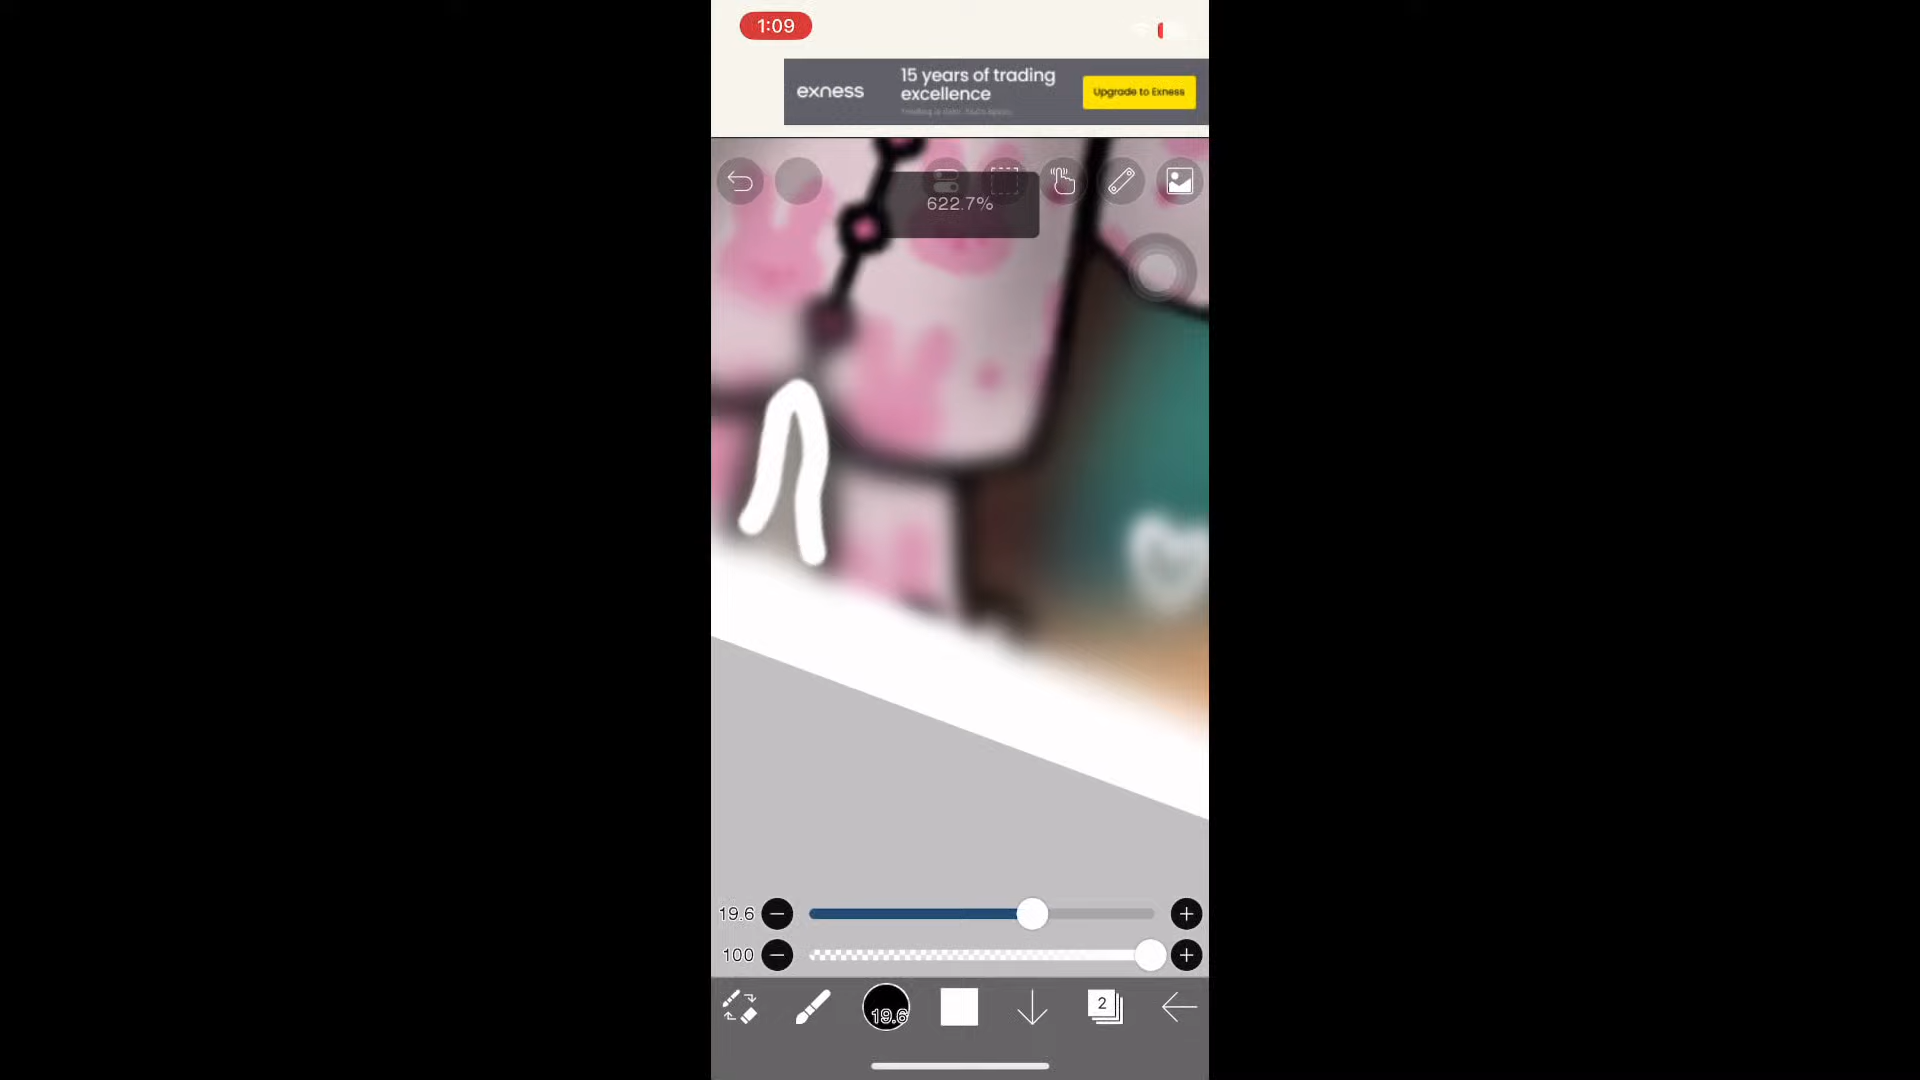 1:09
exness
15 years of trading
excellence
Upgrade to Exness
622.7%
19.6
100
19.6
2